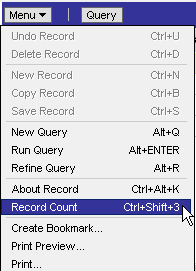 Menu ▼ | Query
Undo Record Ctrl+U
Delete Record Ctrl+D
New Record Ctrl+N
Copy Record Ctrl+B
Save Record Ctrl+S
New Query Alt+Q
Run Query Alt+ENTER
Refine Query Alt+R
About Record Ctrl+Alt+K
Record Count Ctrl+Shift+3
Create Bookmark...
Print Preview...
Print...